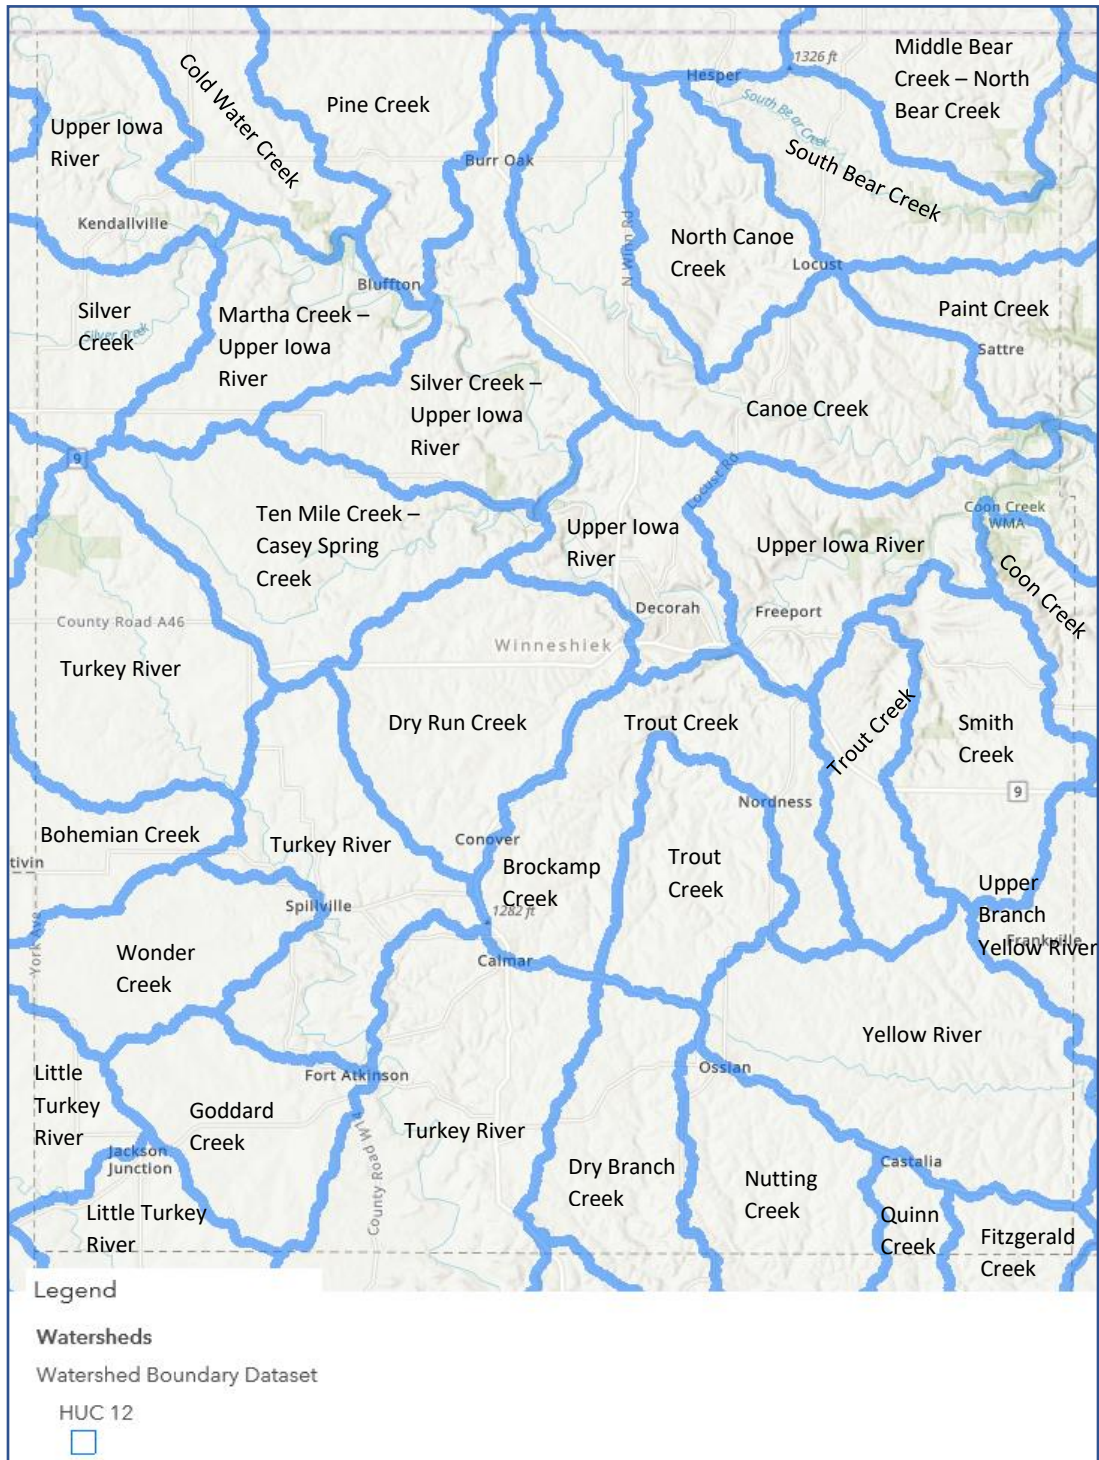 1326 ft
Middle Bear
Creek – North
Bear Creek
Hesper
South Bear Creek
Cold Water Creek
Pine Creek
Upper Iowa
River
Burr Oak
South Bear Creek
Kendallville
N Winn Rd
North Canoe
Creek
Locust
Bluffton
Silver
Creek
Silver Creek
Martha Creek –
Upper Iowa
River
Paint Creek
Sattre
Silver Creek –
Upper Iowa
River
Canoe Creek
9
Locust Rd
Ten Mile Creek –
Casey Spring
Creek
Upper Iowa
River
Coon Creek
WMA
Upper Iowa River
Coon Creek
County Road A46
Decorah
Freeport
Winneshiek
Turkey River
Dry Run Creek
Trout Creek
Trout Creek
Smith
Creek
9
Nordness
Bohemian Creek
Turkey River
Conover
tivin
Brockamp
Creek
Trout
Creek
Upper
Branch
Yellow River
Frankville
Spillville
1282 ft
York Ave
Wonder
Creek
Calmar
Yellow River
Little
Turkey
River
Fort Atkinson
Ossian
Goddard
Creek
County Road W14
Turkey River
Jackson
Junction
Dry Branch
Creek
Nutting
Creek
Castalia
Little Turkey
River
Quinn
Creek
Fitzgerald
Creek
Legend
Watersheds
Watershed Boundary Dataset
HUC 12